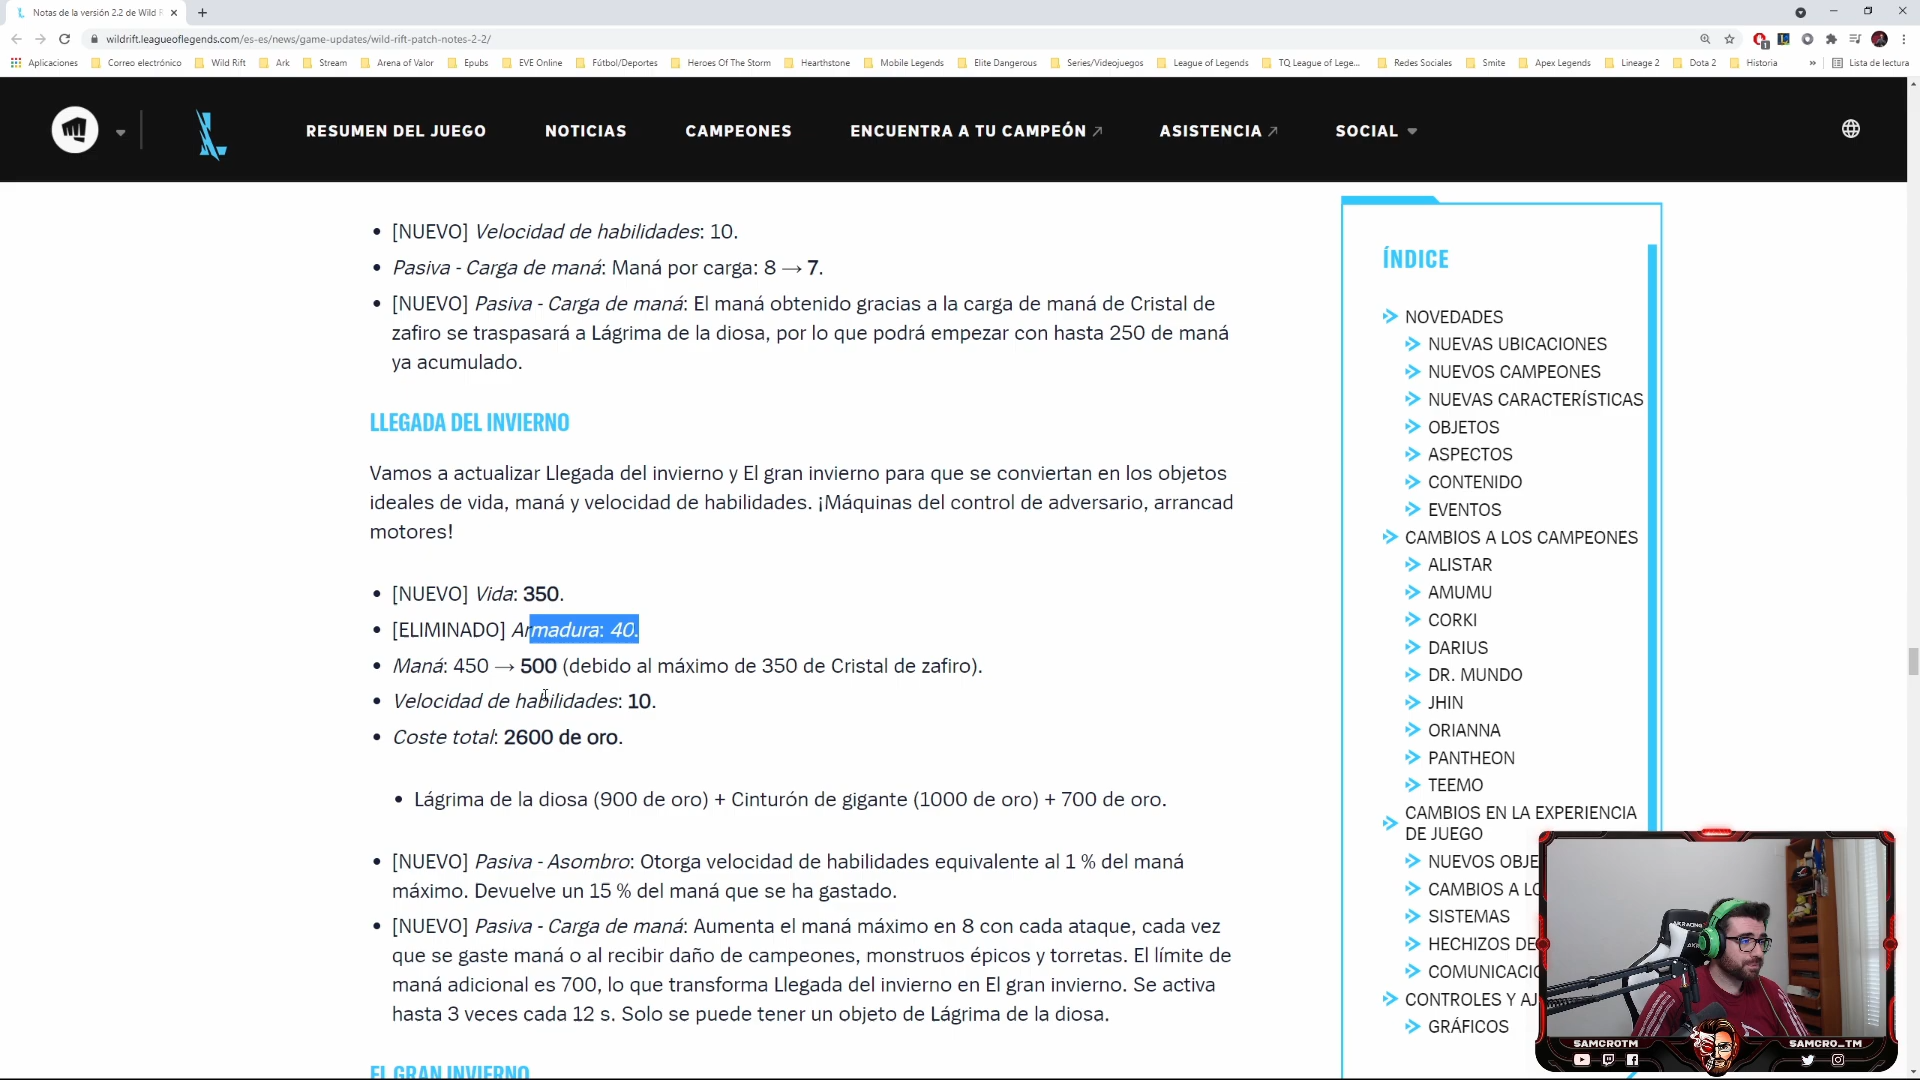 Notas de la versión 2.2 de Wild R
wildrift.leagueoflegends.com/es-es/news/game-updates/wild-rift-patch-notes-2-2/
Aplicaciones Correo electrónico Wild Rift Ark Stream Arena of Valor Epubs EVE Online Fútbol/Deportes Heroes Of The Storm Hearthstone Mobile Legends Elite Dangerous Series/Videojuegos League of Legends TQ League of Lege... Redes Sociales Smite Apex Legends Lineage 2 Dota 2 Historia » Lista de lectura
RESUMEN DEL JUEGO NOTICIAS CAMPEONES ENCUENTRA A TU CAMPEÓN ASISTENCIA SOCIAL
• [NUEVO] Velocidad de habilidades: 10.
• Pasiva - Carga de maná: Maná por carga: 8 → 7.
• [NUEVO] Pasiva - Carga de maná: El maná obtenido gracias a la carga de maná de Cristal de
zafiro se traspasará a Lágrima de la diosa, por lo que podrá empezar con hasta 250 de maná
ya acumulado.
LLEGADA DEL INVIERNO
Vamos a actualizar Llegada del invierno y El gran invierno para que se conviertan en los objetos
ideales de vida, maná y velocidad de habilidades. ¡Máquinas del control de adversario, arrancad
motores!
• [NUEVO] Vida: 350.
• [ELIMINADO] Armadura: 40.
• Maná: 450 → 500 (debido al máximo de 350 de Cristal de zafiro).
• Velocidad de habilidades: 10.
• Coste total: 2600 de oro.
• Lágrima de la diosa (900 de oro) + Cinturón de gigante (1000 de oro) + 700 de oro.
• [NUEVO] Pasiva - Asombro: Otorga velocidad de habilidades equivalente al 1 % del maná
máximo. Devuelve un 15 % del maná que se ha gastado.
• [NUEVO] Pasiva - Carga de maná: Aumenta el maná máximo en 8 con cada ataque, cada vez
que se gaste maná o al recibir daño de campeones, monstruos épicos y torretas. El límite de
maná adicional es 700, lo que transforma Llegada del invierno en El gran invierno. Se activa
hasta 3 veces cada 12 s. Solo se puede tener un objeto de Lágrima de la diosa.
EL GRAN INVIERNO
ÍNDICE
NOVEDADES
NUEVAS UBICACIONES
NUEVOS CAMPEONES
NUEVAS CARACTERÍSTICAS
OBJETOS
ASPECTOS
CONTENIDO
EVENTOS
CAMBIOS A LOS CAMPEONES
ALISTAR
AMUMU
CORKI
DARIUS
DR. MUNDO
JHIN
ORIANNA
PANTHEON
TEEMO
CAMBIOS EN LA EXPERIENCIA
DE JUEGO
NUEVOS OBJE
CAMBIOS A LO
SISTEMAS
HECHIZOS DE
COMUNICACIO
CONTROLES Y AJ
GRÁFICOS
SAMCROTM SAMCRO_TM